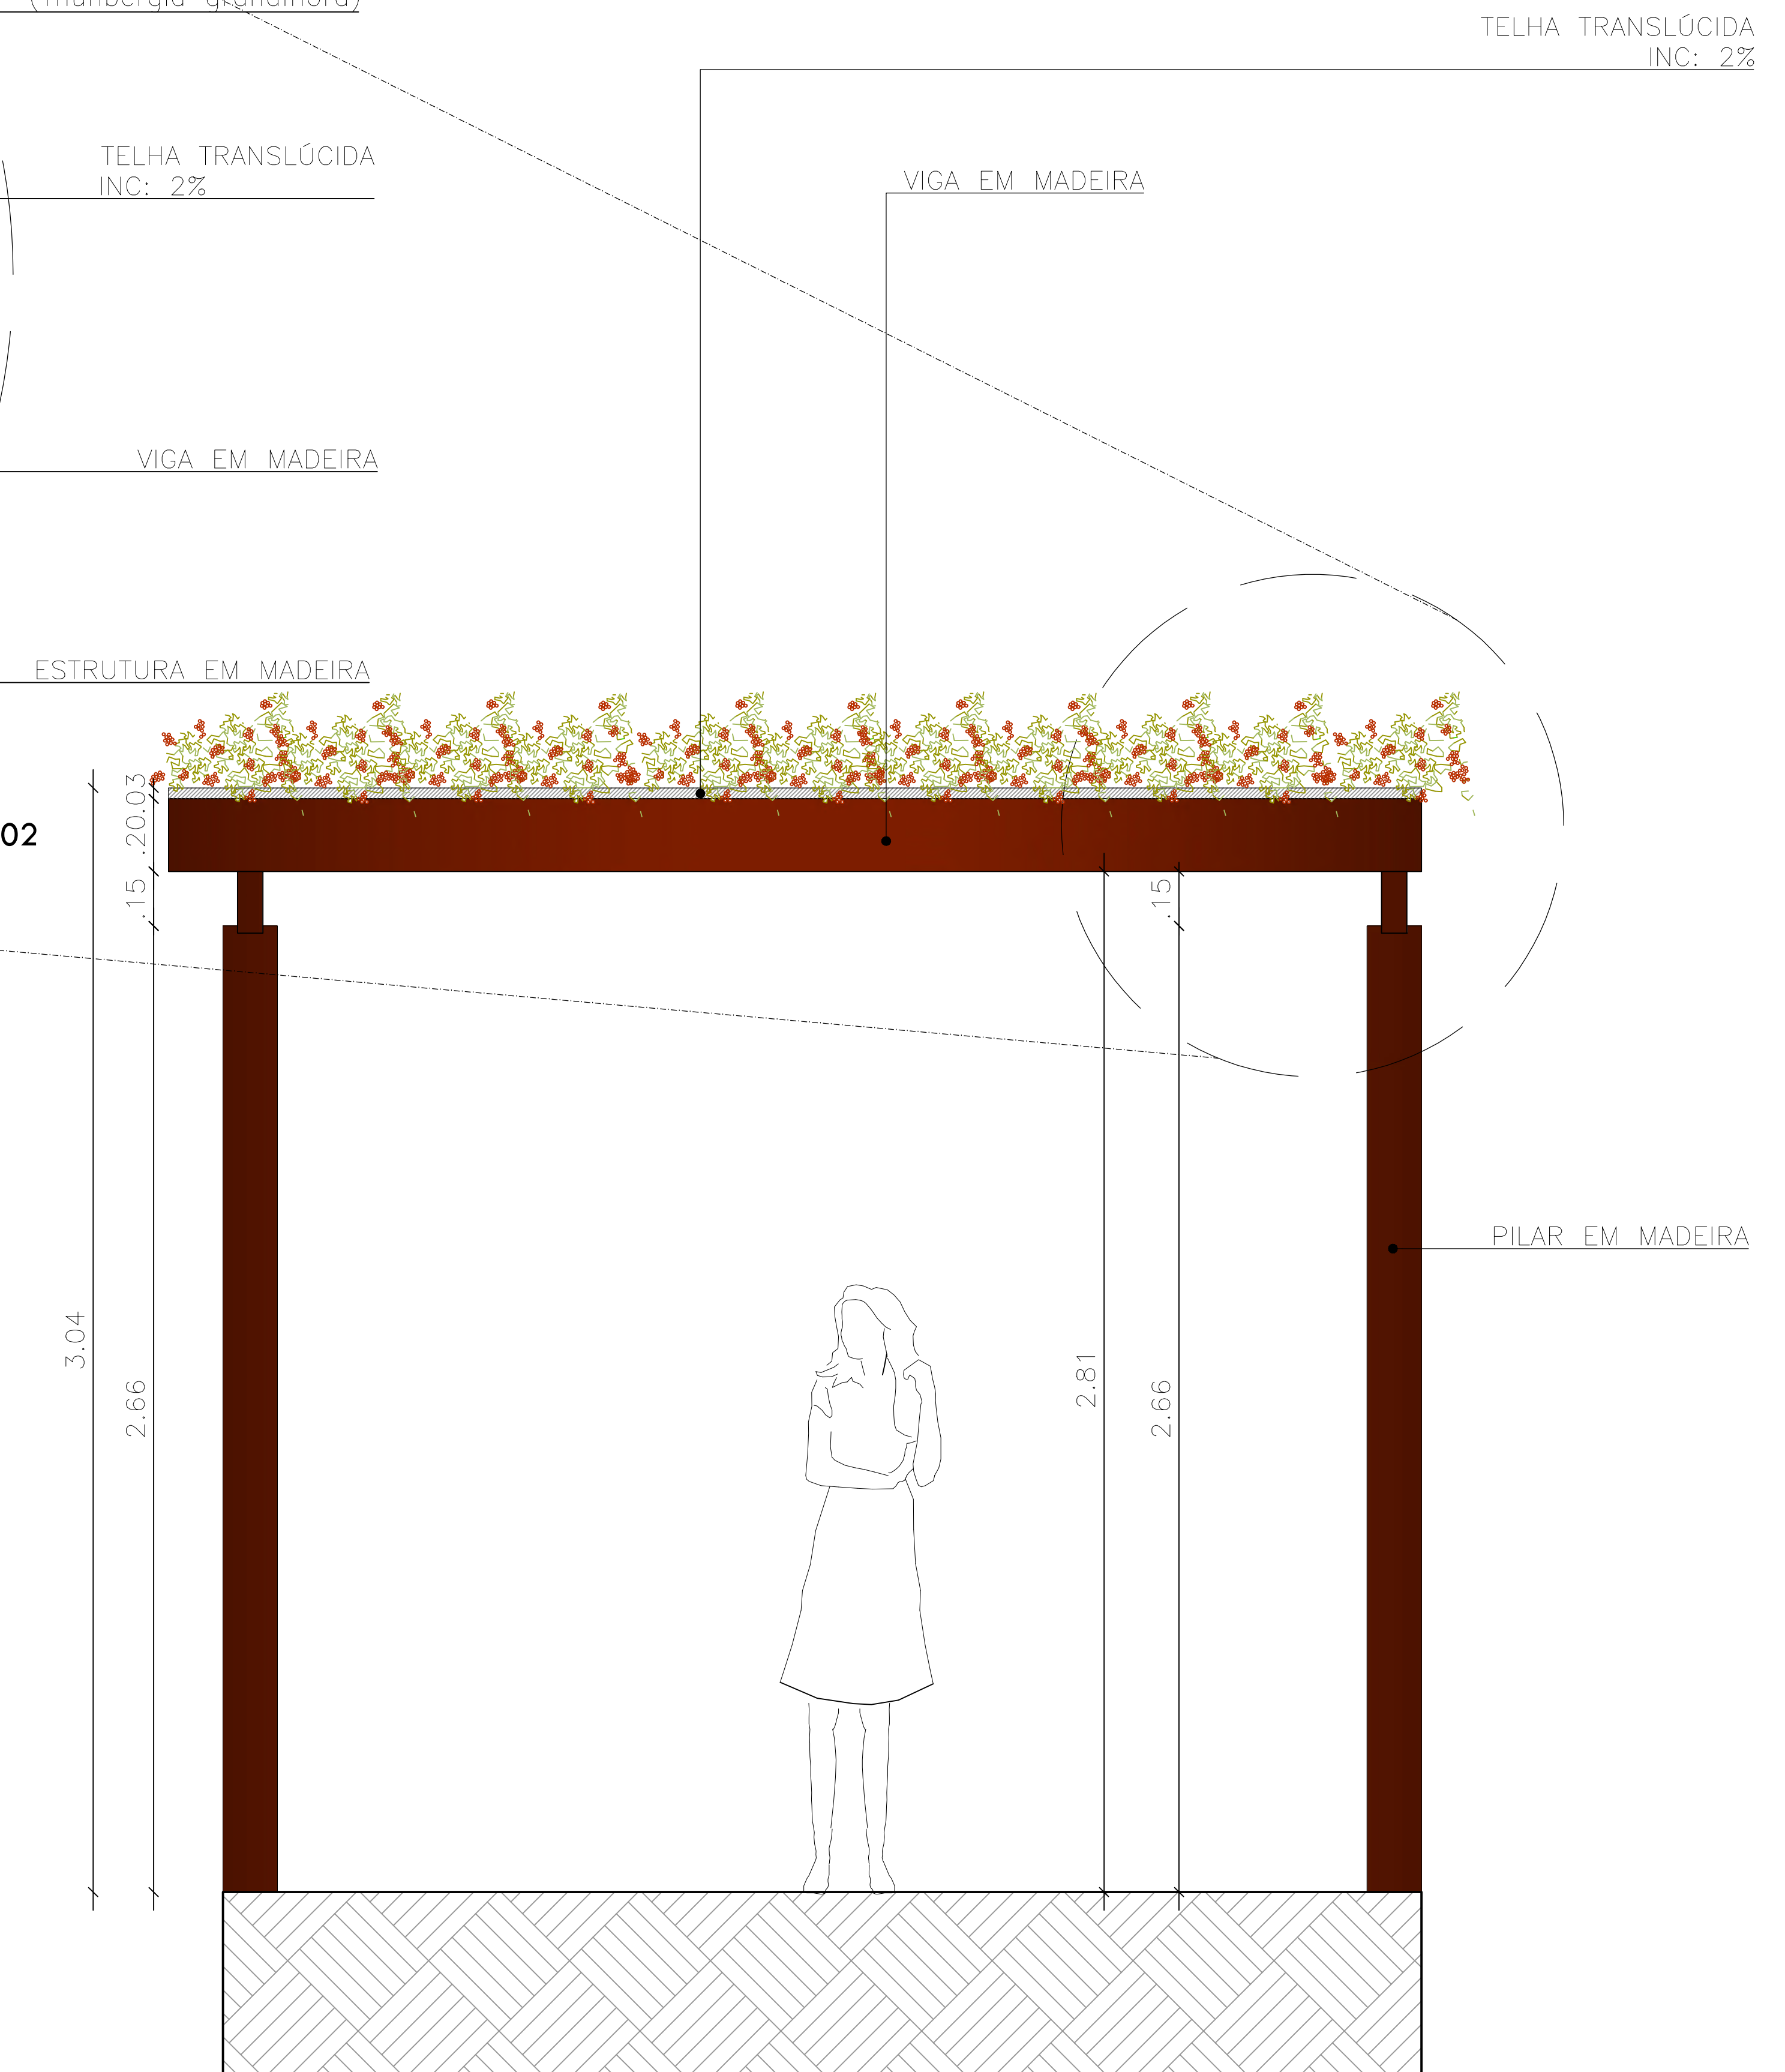 TELHA TRANSLÚCIDA
INC: 2%
TELHA TRANSLÚCIDA
INC: 2%
VIGA EM MADEIRA
VIGA EM MADEIRA
ESTRUTURA EM MADEIRA
.03
.20
02
.15
.15
PILAR EM MADEIRA
3.04
2.66
2.81
2.66